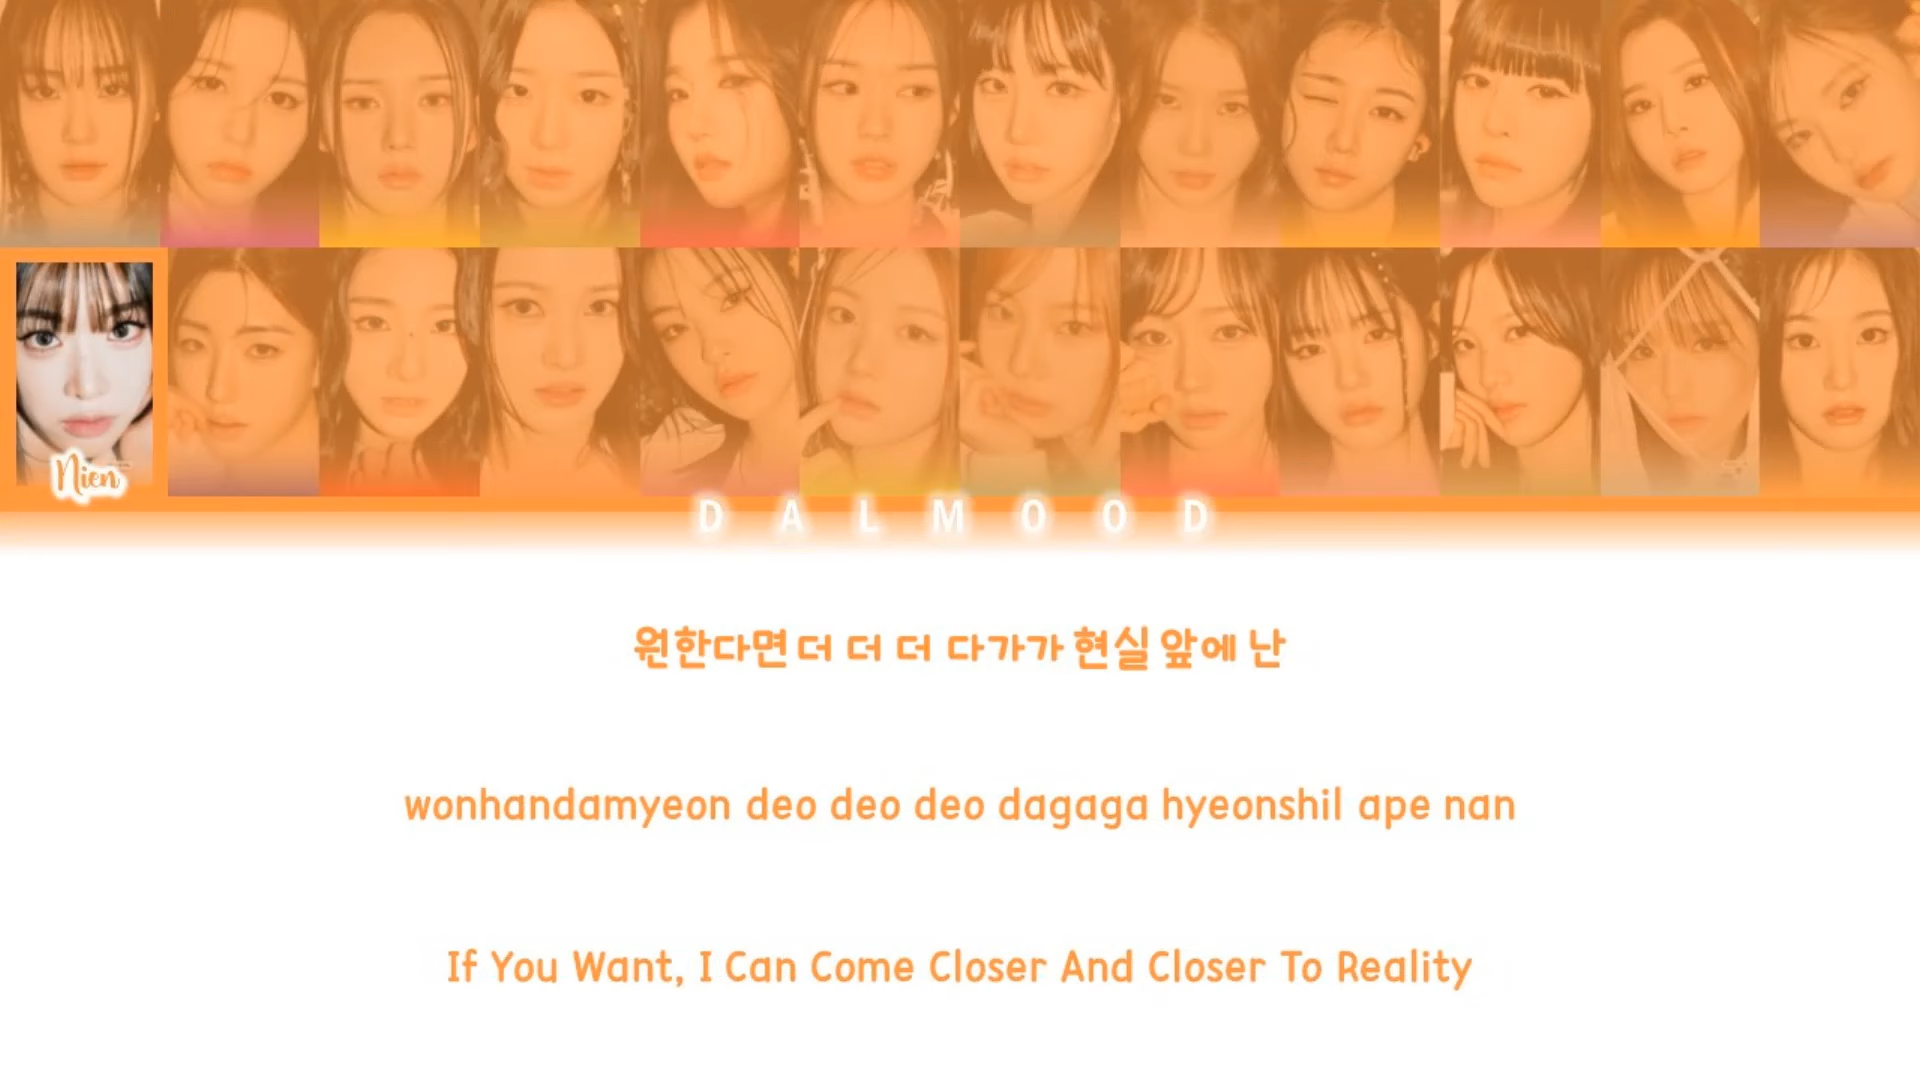 Nien
DALMOOD
원한다면 더 더 더 다가가 현실 앞에 난
wonhandamyeon deo deo deo dagaga hyeonshil ape nan
If You Want, I Can Come Closer And Closer To Reality